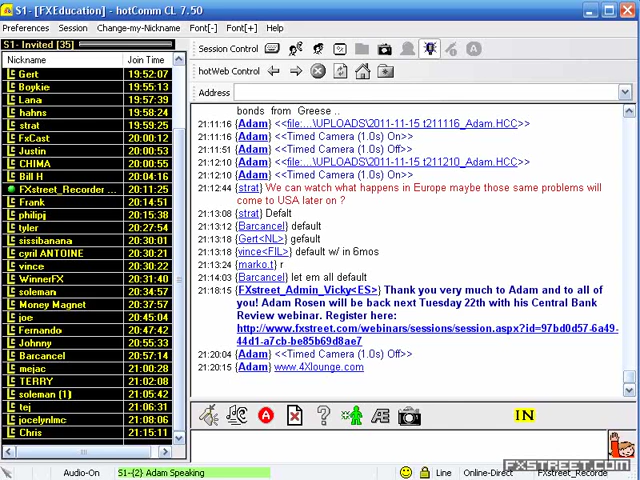 S1- [FXEducation] - hotComm CL 7.50
Preferences Session Change-my-Nickname Font[-] Font[+] Help
S1- Invited [35]
Nickname Join Time
Gert 19:52:07
Boykie 19:55:13
Lana 19:57:39
hahns 19:58:24
strat 19:59:25
FxCast 20:00:12
Justin 20:00:53
CHIMA 20:00:55
Bill H 20:04:16
FXstreet_Recorder ... 20:11:25
Frank 20:14:51
philipj 20:15:38
tyler 20:27:54
sissibanana 20:30:01
cyril ANTOINE 20:30:21
vince 20:30:22
WinnerFX 20:31:40
soleman 20:34:57
Money Magnet 20:37:57
joe 20:45:04
Fernando 20:47:42
Johnny 20:55:33
Barcancel 20:57:14
mejac 21:00:28
TERRY 21:02:08
soleman (1) 21:05:42
tej 21:06:31
jocelynlmc 21:08:06
Chris 21:15:11
Session Control
hotWeb Control
Address
bonds from Greese ..
21:11:16 {Adam} <<file:...\UPLOADS\2011-11-15 t211116_Adam.HCC>>
21:11:16 {Adam} <<Timed Camera (1.0s) On>>
21:11:51 {Adam} <<Timed Camera (1.0s) Off>>
21:12:10 {Adam} <<file:...\UPLOADS\2011-11-15 t211210_Adam.HCC>>
21:12:10 {Adam} <<Timed Camera (1.0s) On>>
21:12:44 {strat} We can watch what happens in Europe maybe those same problems will
come to USA later on ?
21:13:08 {strat} Defalt
21:13:12 {Barcancel} default
21:13:18 {Gert<NL>} gefault
21:13:18 {vince<FIL>} default w/ in 6mos
21:13:24 {marko.t} r
21:14:03 {Barcancel} let em all default
21:18:15 {FXstreet_Admin_Vicky<ES>} Thank you very much to Adam and to all of
you! Adam Rosen will be back next Tuesday 22th with his Central Bank
Review webinar. Register here:
http://www.fxstreet.com/webinars/sessions/session.aspx?id=97bd0d57-6a49-
44d1-a7cb-be85b69d8ae7
21:20:04 {Adam} <<Timed Camera (1.0s) Off>>
21:20:15 {Adam} www.4Xlounge.com
IN
Audio-On S1-{2} Adam Speaking Line Online-Direct FXstreet_Recorde
FXSTREET.COM